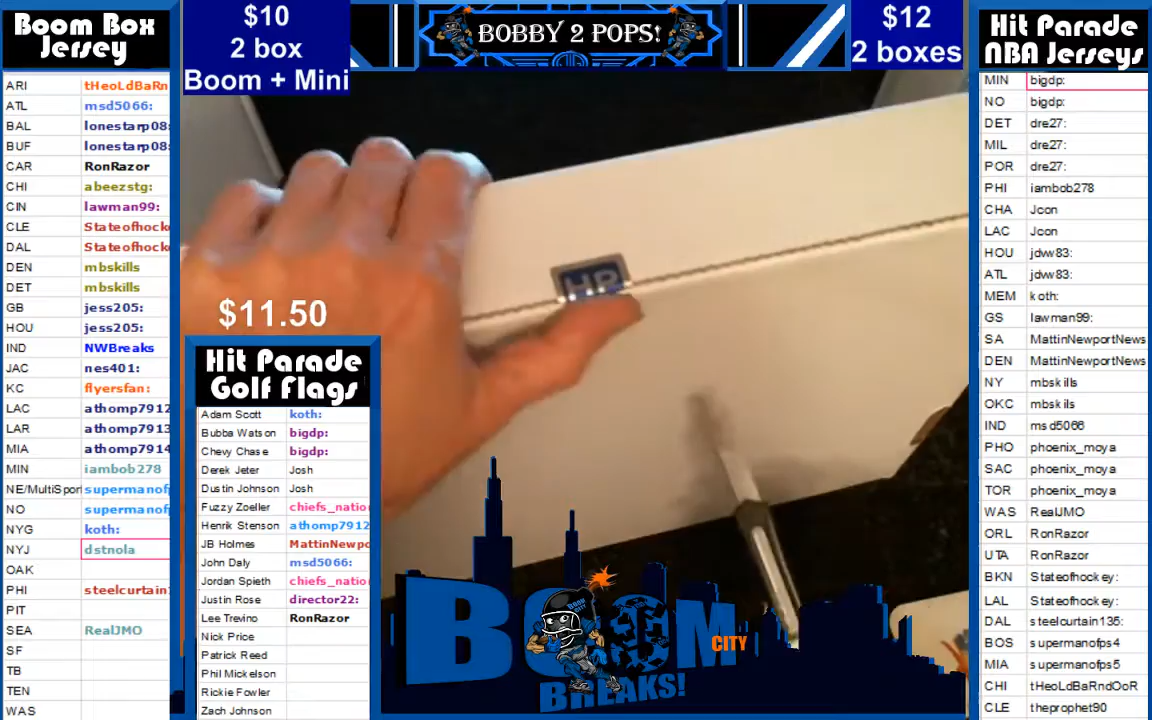 Boom Box
Jersey
ARI tHeoLdBaRn
ATL msd5066:
BAL lonestarp08:
BUF lonestarp08:
CAR RonRazor
CHI abeezstg:
CIN lawman99:
CLE Stateofhock
DAL Stateofhock
DEN mbskills
DET mbskills
GB jess205:
HOU jess205:
IND NWBreaks
JAC nes401:
KC flyersfan:
LAC athomp7912
LAR athomp7913
MIA athomp7914
MIN iambob278
NE/MultiSport supermanofp
NO supermanofp
NYG koth:
NYJ dstnola
OAK
PHI steelcurtain1
PIT
SEA RealJMO
SF
TB
TEN
WAS
$10
2 box
Boom + Mini
BOBBY 2 POPS!
$12
2 boxes
HP
$11.50
Hit Parade
Golf Flags
Adam Scott koth:
Bubba Watson bigdp:
Chevy Chase bigdp:
Derek Jeter Josh
Dustin Johnson Josh
Fuzzy Zoeller chiefs_natio
Henrik Stenson athomp7912
JB Holmes MattinNewpo
John Daly msd5066:
Jordan Spieth chiefs_natio
Justin Rose director22:
Lee Trevino RonRazor
Nick Price
Patrick Reed
Phil Mickelson
Rickie Fowler
Zach Johnson
BOOM
CITY
BREAKS!
Hit Parade
NBA Jerseys
MIN bigdp:
NO bigdp:
DET dre27:
MIL dre27:
POR dre27:
PHI iambob278
CHA Jcon
LAC Jcon
HOU jdw83:
ATL jdw83:
MEM koth:
GS lawman99:
SA MattinNewportNews
DEN MattinNewportNews
NY mbskills
OKC mbskils
IND msd5066
PHO phoenix_moya
SAC phoenix_moya
TOR phoenix_moya
WAS RealJMO
ORL RonRazor
UTA RonRazor
BKN Stateofhockey:
LAL Stateofhockey:
DAL steelcurtain135:
BOS supermanofps4
MIA supermanofps5
CHI tHeoLdBaRndOoR
CLE theprophet90